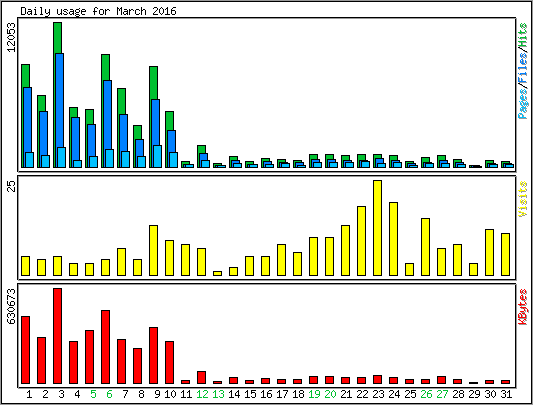 Daily usage for March 2016
12053
Pages/Files/Hits
25
Visits
630673
KBytes
1 2 3 4 5 6 7 8 9 10 11 12 13 14 15 16 17 18 19 20 21 22 23 24 25 26 27 28 29 30 31